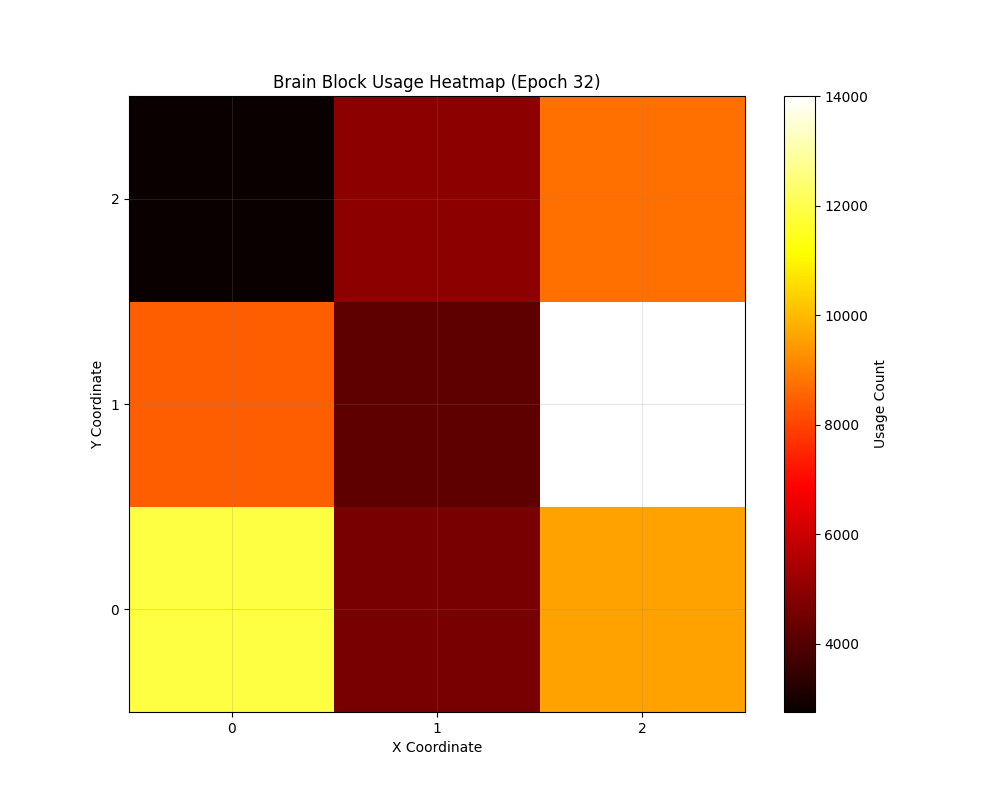 Brain Block Usage Heatmap (Epoch 32)
2
1
0
Y Coordinate
0 1 2
X Coordinate
14000
12000
10000
8000
6000
4000
Usage Count